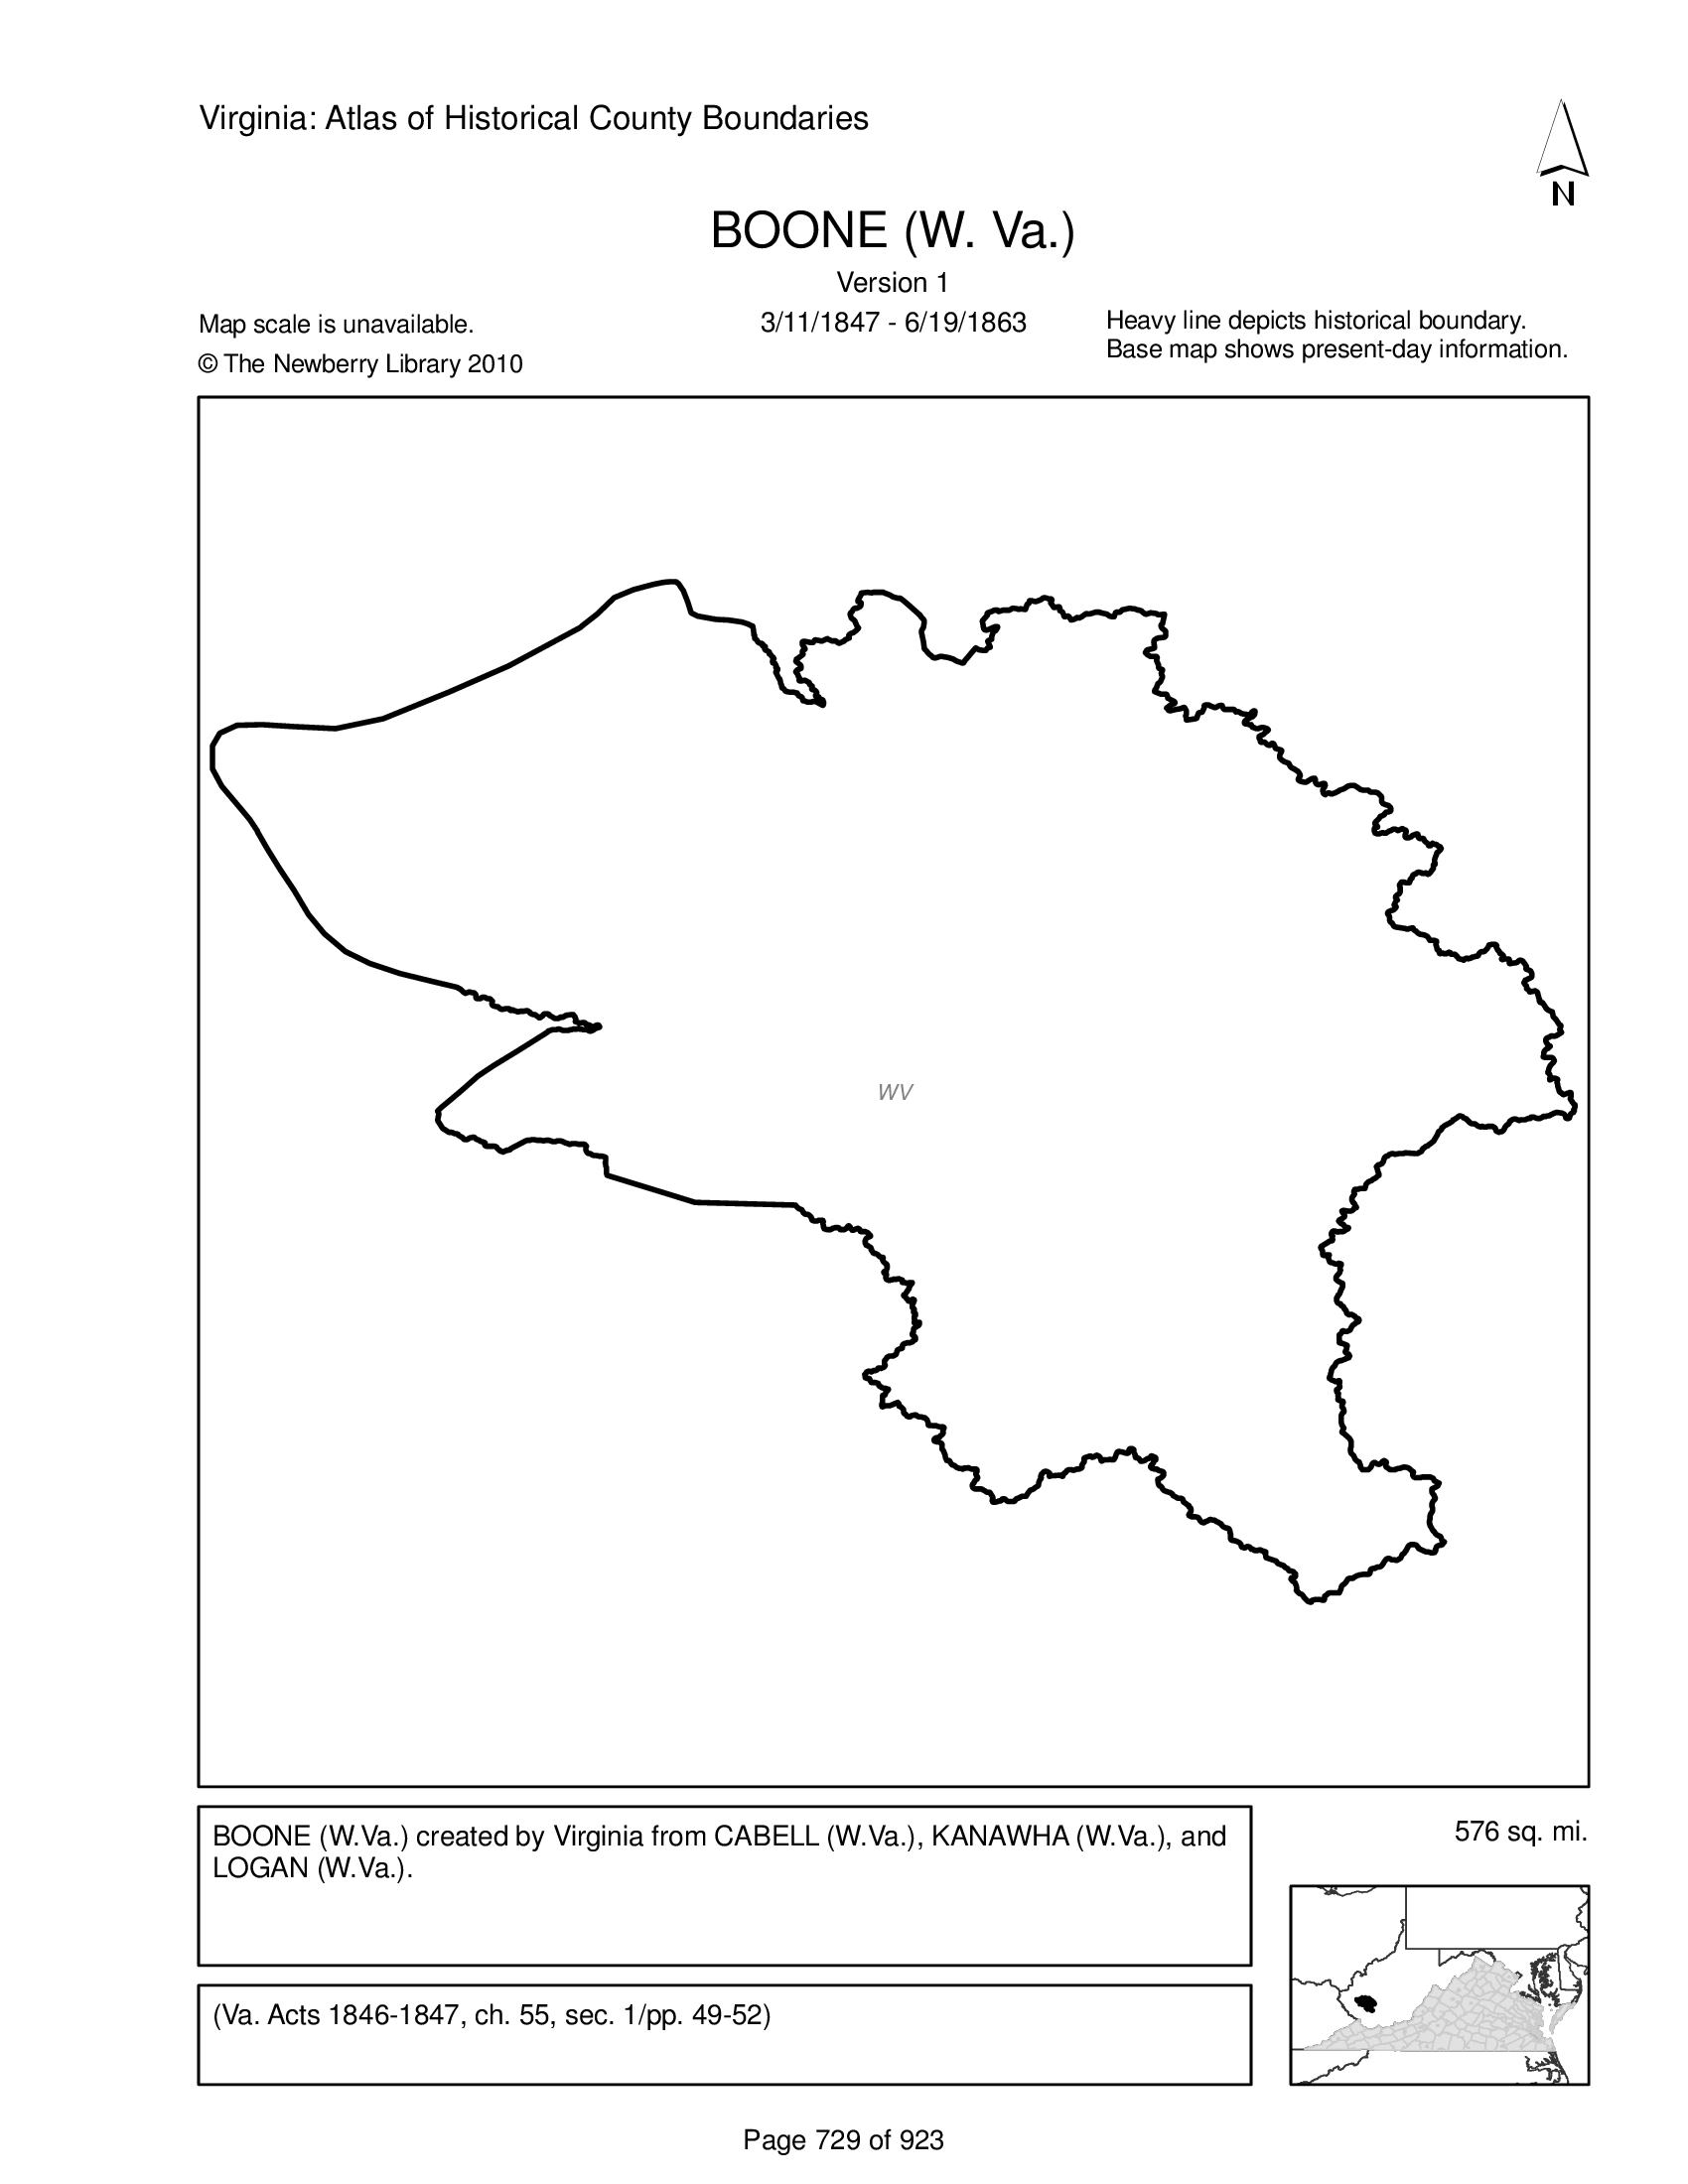 Virginia: Atlas of Historical County Boundaries
N
BOONE (W. Va.)
Version 1
3/11/1847 - 6/19/1863
Map scale is unavailable.
© The Newberry Library 2010
Heavy line depicts historical boundary.
Base map shows present-day information.
WV
BOONE (W.Va.) created by Virginia from CABELL (W.Va.), KANAWHA (W.Va.), and
LOGAN (W.Va.).
576 sq. mi.
(Va. Acts 1846-1847, ch. 55, sec. 1/pp. 49-52)
Page 729 of 923